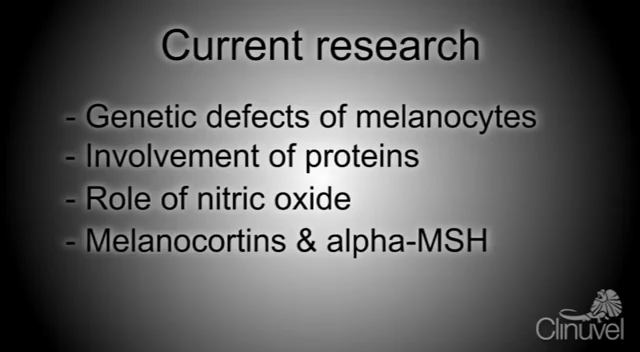 Current research
- Genetic defects of melanocytes
- Involvement of proteins
- Role of nitric oxide
- Melanocortins & alpha-MSH
Clinuvel